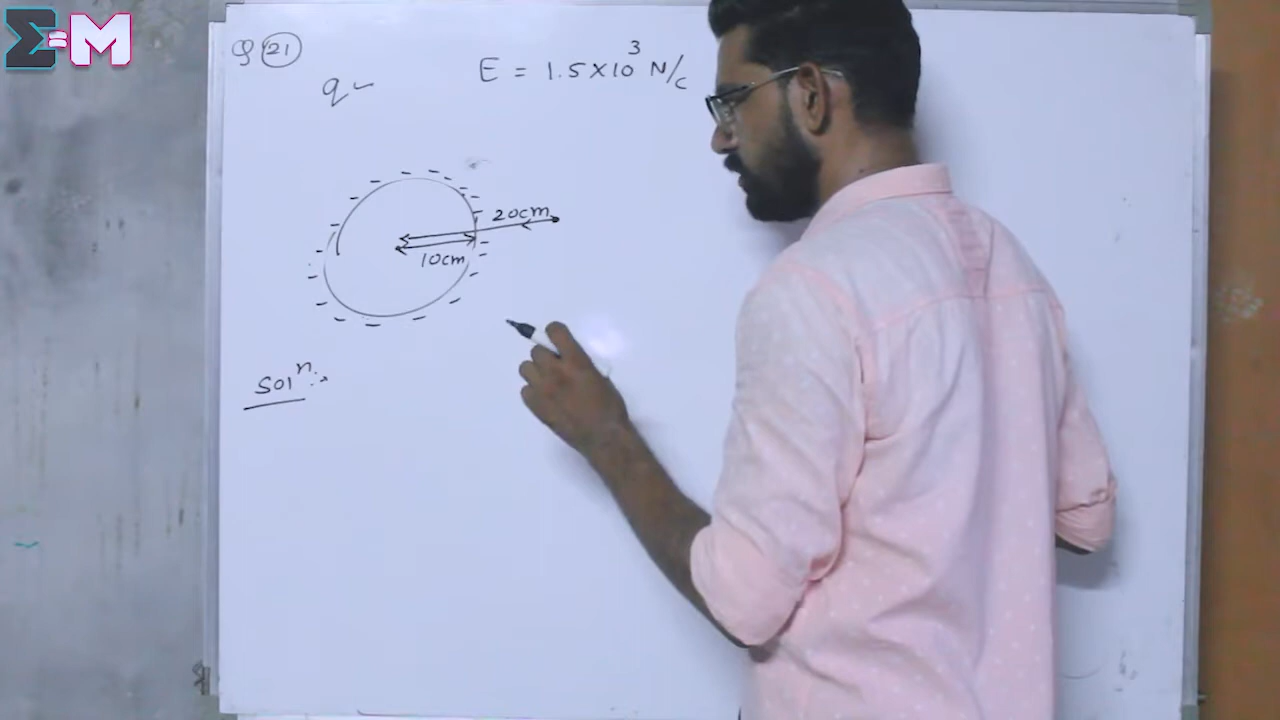 Σ=M
Q 21
E = 1.5×10³ N/C
q
20cm
10cm
Solⁿ: